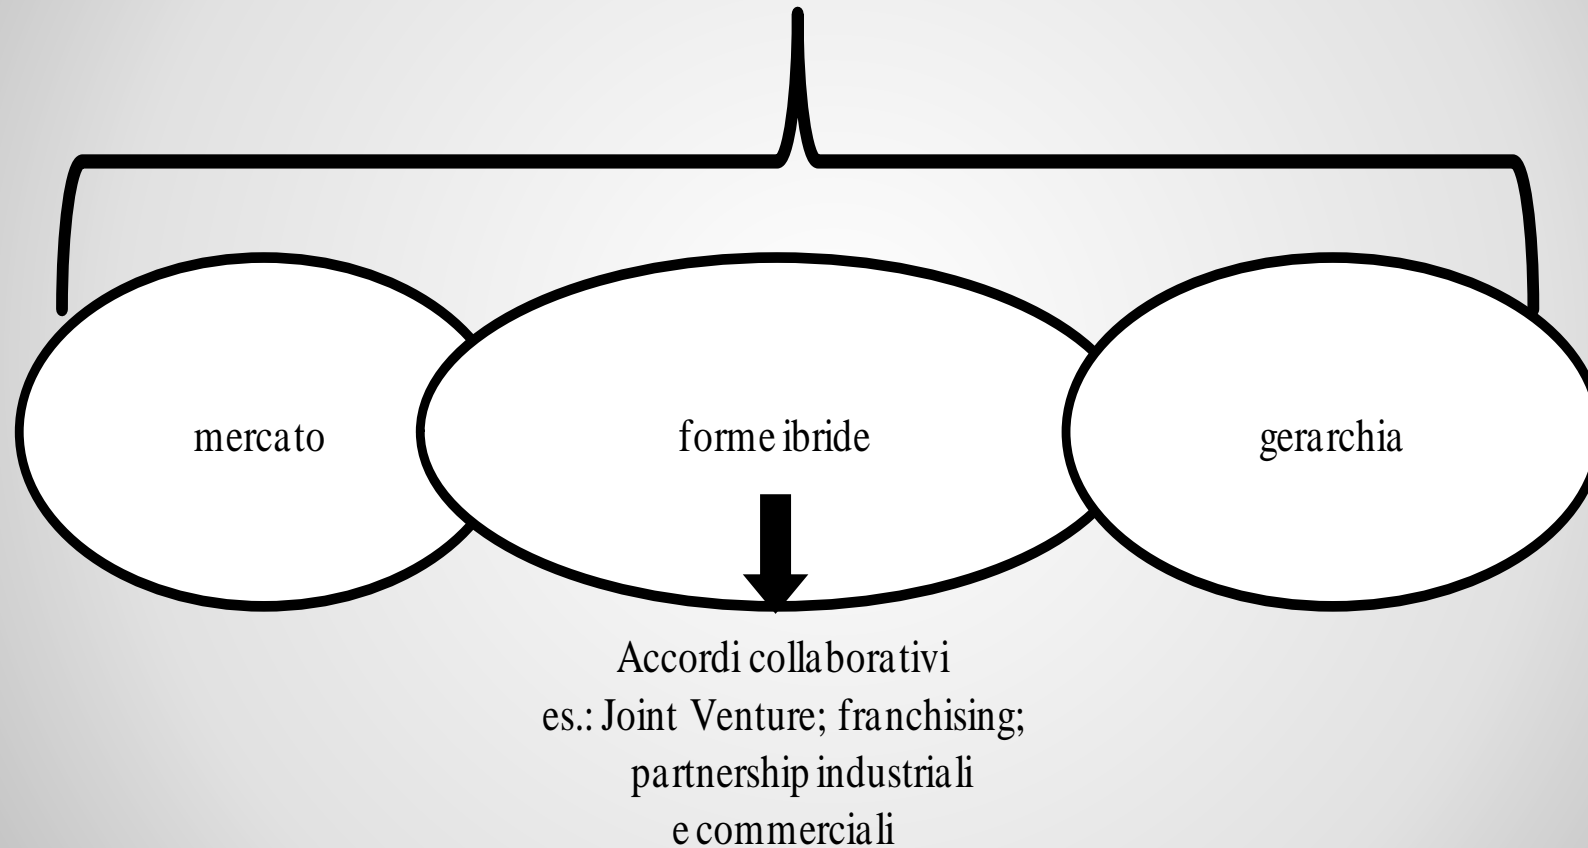 mercato
forme ibride
gerarchia
Accordi collaborativi
es.: Joint Venture; franchising;
partnership industriali
e commerciali